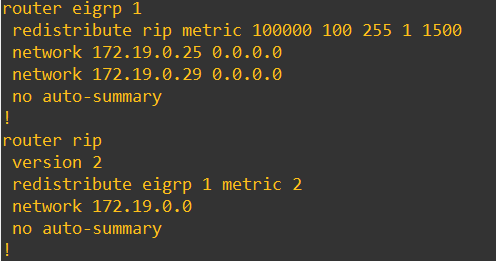 router eigrp 1
 redistribute rip metric 100000 100 255 1 1500
 network 172.19.0.25 0.0.0.0
 network 172.19.0.29 0.0.0.0
 no auto-summary
!
router rip
 version 2
 redistribute eigrp 1 metric 2
 network 172.19.0.0
 no auto-summary
!